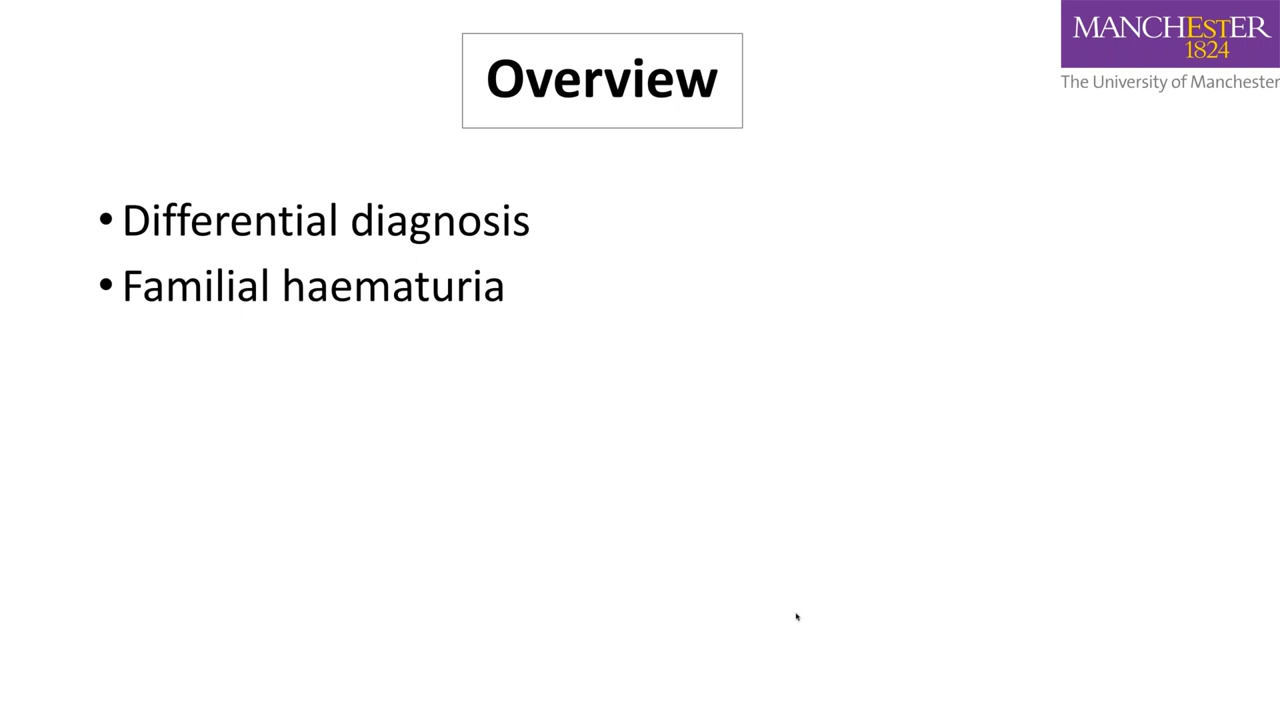 MANCHESTER
1824
The University of Manchester
Overview
• Differential diagnosis
• Familial haematuria